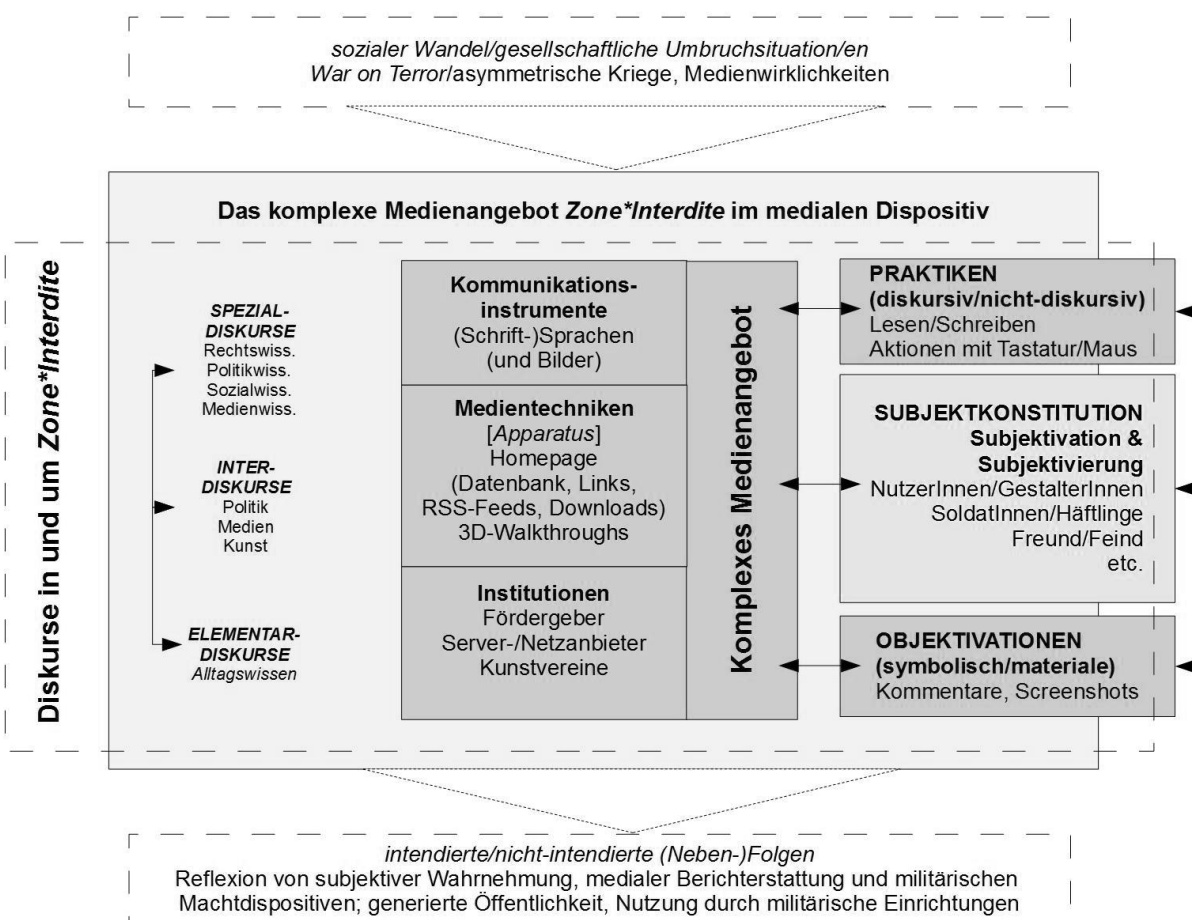 sozialer Wandel/gesellschaftliche Umbruchsituation/en
War on Terror/asymmetrische Kriege, Medienwirklichkeiten
Das komplexe Medienangebot Zone*Interdite im medialen Dispositiv
Diskurse in und um Zone*Interdite
SPEZIAL-
DISKURSE
Rechtswiss.
Politikwiss.
Sozialwiss.
Medienwiss.
INTER-
DISKURSE
Politik
Medien
Kunst
ELEMENTAR-
DISKURSE
Alltagswissen
Kommunikations-
instrumente
(Schrift-)Sprachen
(und Bilder)
Medientechniken
[Apparatus]
Homepage
(Datenbank, Links,
RSS-Feeds, Downloads)
3D-Walkthroughs
Institutionen
Fördergeber
Server-/Netzanbieter
Kunstvereine
Komplexes Medienangebot
PRAKTIKEN
(diskursiv/nicht-diskursiv)
Lesen/Schreiben
Aktionen mit Tastatur/Maus
SUBJEKTKONSTITUTION
Subjektivation &
Subjektivierung
NutzerInnen/GestalterInnen
SoldatInnen/Häftlinge
Freund/Feind
etc.
OBJEKTIVATIONEN
(symbolisch/materiale)
Kommentare, Screenshots
intendierte/nicht-intendierte (Neben-)Folgen
Reflexion von subjektiver Wahrnehmung, medialer Berichterstattung und militärischen
Machtdispositiven; generierte Öffentlichkeit, Nutzung durch militärische Einrichtungen